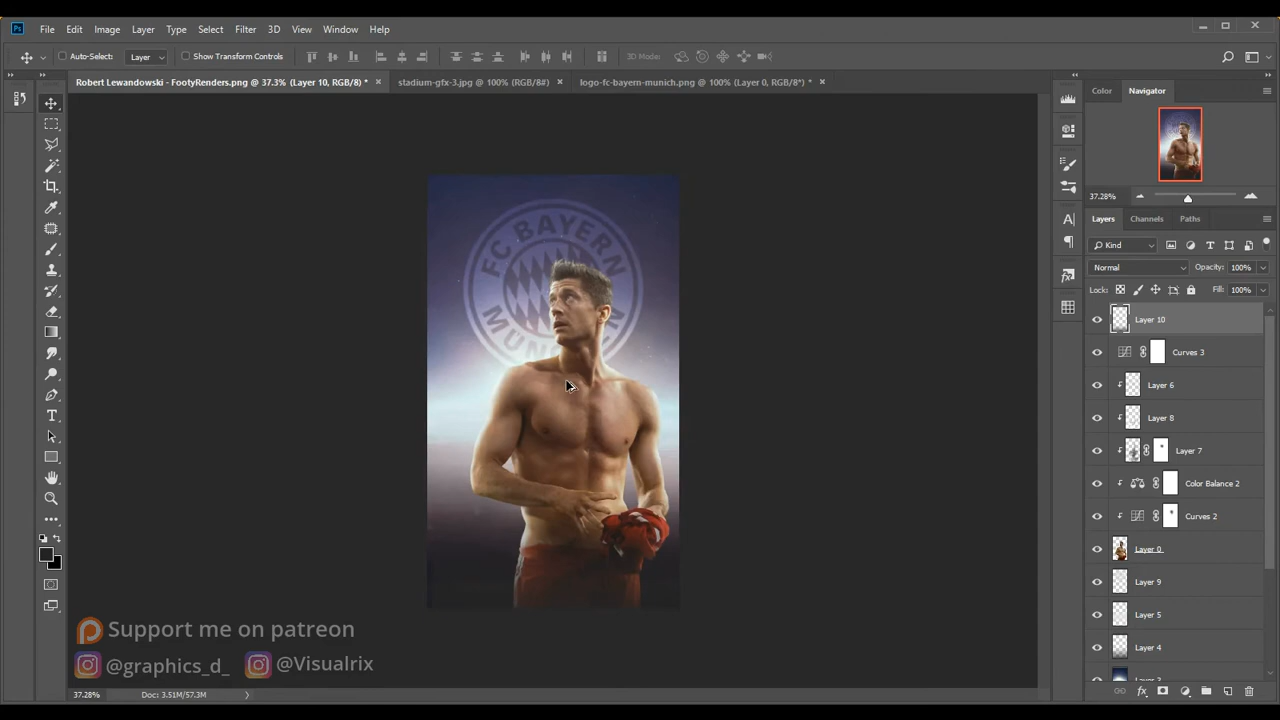 File Edit Image Layer Type Select Filter 3D View Window Help
Auto-Select: Layer Show Transform Controls 3D Mode:
Robert Lewandowski - FootyRenders.png @ 37.3% (Layer 10, RGB/8) * stadium-gfx-3.jpg @ 100% (RGB/8#) logo-fc-bayern-munich.png @ 100% (Layer 0, RGB/8*) *
Color Navigator
37.28%
Layers Channels Paths
Kind
Normal Opacity: 100%
Lock: Fill: 100%
Layer 10
Curves 3
Layer 6
Layer 8
Layer 7
Color Balance 2
Curves 2
Layer 0
Layer 9
Layer 5
Layer 4
FC BAYERN
Support me on patreon
@graphics_d_ @Visualrix
37.28% Doc: 3.51M/57.3M